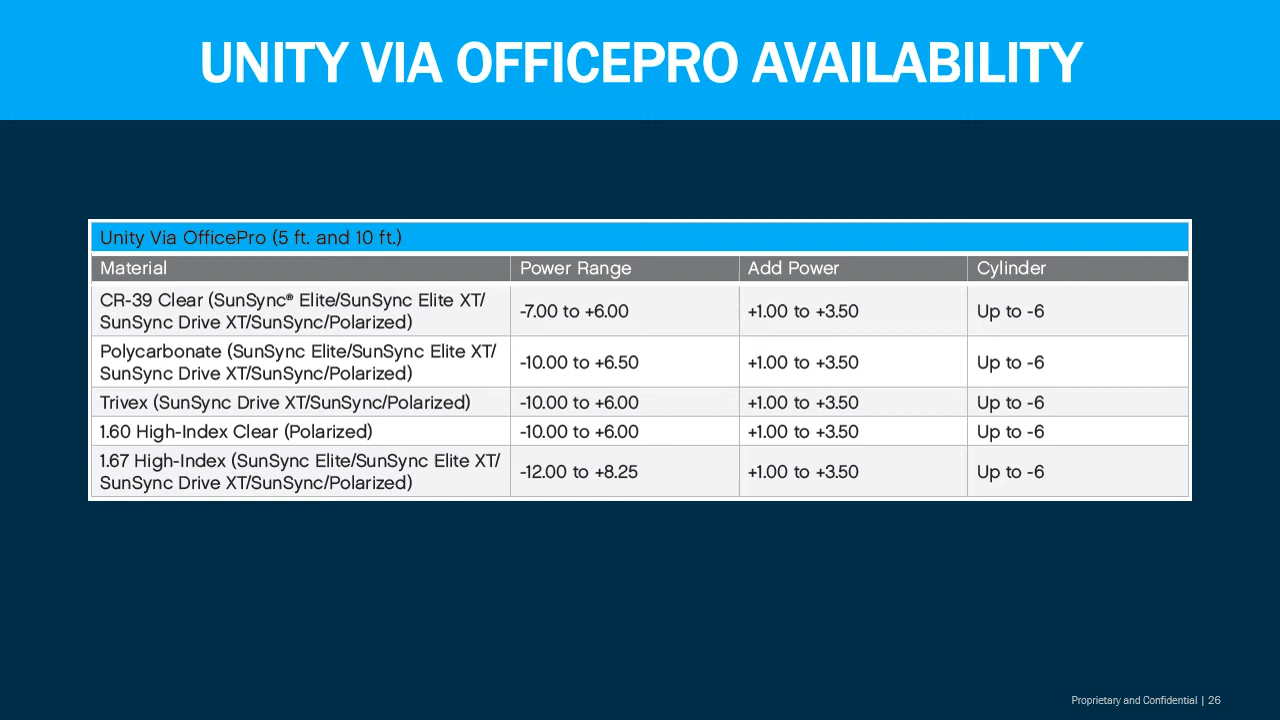 UNITY VIA OFFICEPRO AVAILABILITY
Unity Via OfficePro (5 ft. and 10 ft.)
Material Power Range Add Power Cylinder
CR-39 Clear (SunSync® Elite/SunSync Elite XT/
SunSync Drive XT/SunSync/Polarized) -7.00 to +6.00 +1.00 to +3.50 Up to -6
Polycarbonate (SunSync Elite/SunSync Elite XT/
SunSync Drive XT/SunSync/Polarized) -10.00 to +6.50 +1.00 to +3.50 Up to -6
Trivex (SunSync Drive XT/SunSync/Polarized) -10.00 to +6.00 +1.00 to +3.50 Up to -6
1.60 High-Index Clear (Polarized) -10.00 to +6.00 +1.00 to +3.50 Up to -6
1.67 High-Index (SunSync Elite/SunSync Elite XT/
SunSync Drive XT/SunSync/Polarized) -12.00 to +8.25 +1.00 to +3.50 Up to -6
Proprietary and Confidential | 26